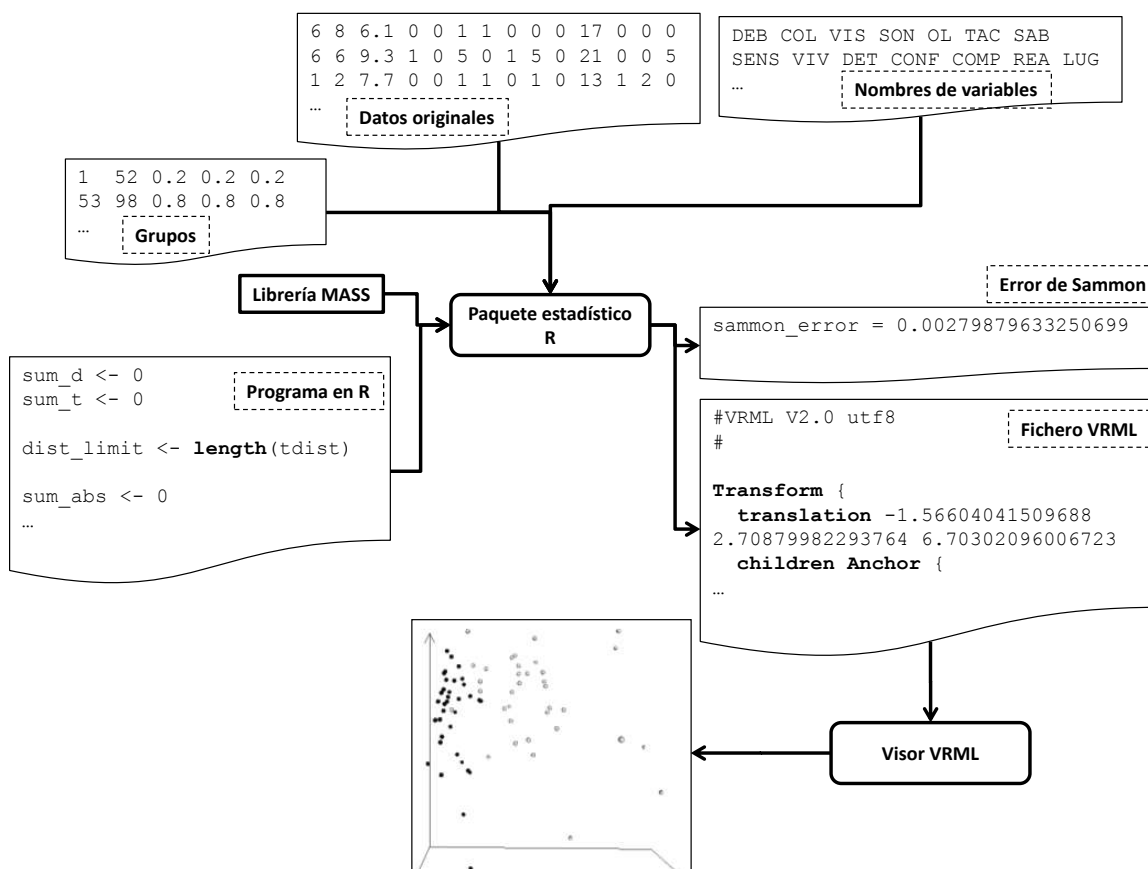 6 8 6.1 0 0 1 1 0 0 0 17 0 0 0
6 6 9.3 1 0 5 0 1 5 0 21 0 0 5
1 2 7.7 0 0 1 1 0 1 0 13 1 2 0
…
Datos originales
DEB COL VIS SON OL TAC SAB
SENS VIV DET CONF COMP REA LUG
…
Nombres de variables
1 52 0.2 0.2 0.2
53 98 0.8 0.8 0.8
…
Grupos
Librería MASS
Paquete estadístico
R
Error de Sammon
sammon_error = 0.00279879633250699
sum_d <- 0
sum_t <- 0
Programa en R
dist_limit <- length(tdist)
sum_abs <- 0
…
#VRML V2.0 utf8
#
Fichero VRML
Transform {
translation -1.56604041509688
2.70879982293764 6.70302096006723
children Anchor {
…
Visor VRML